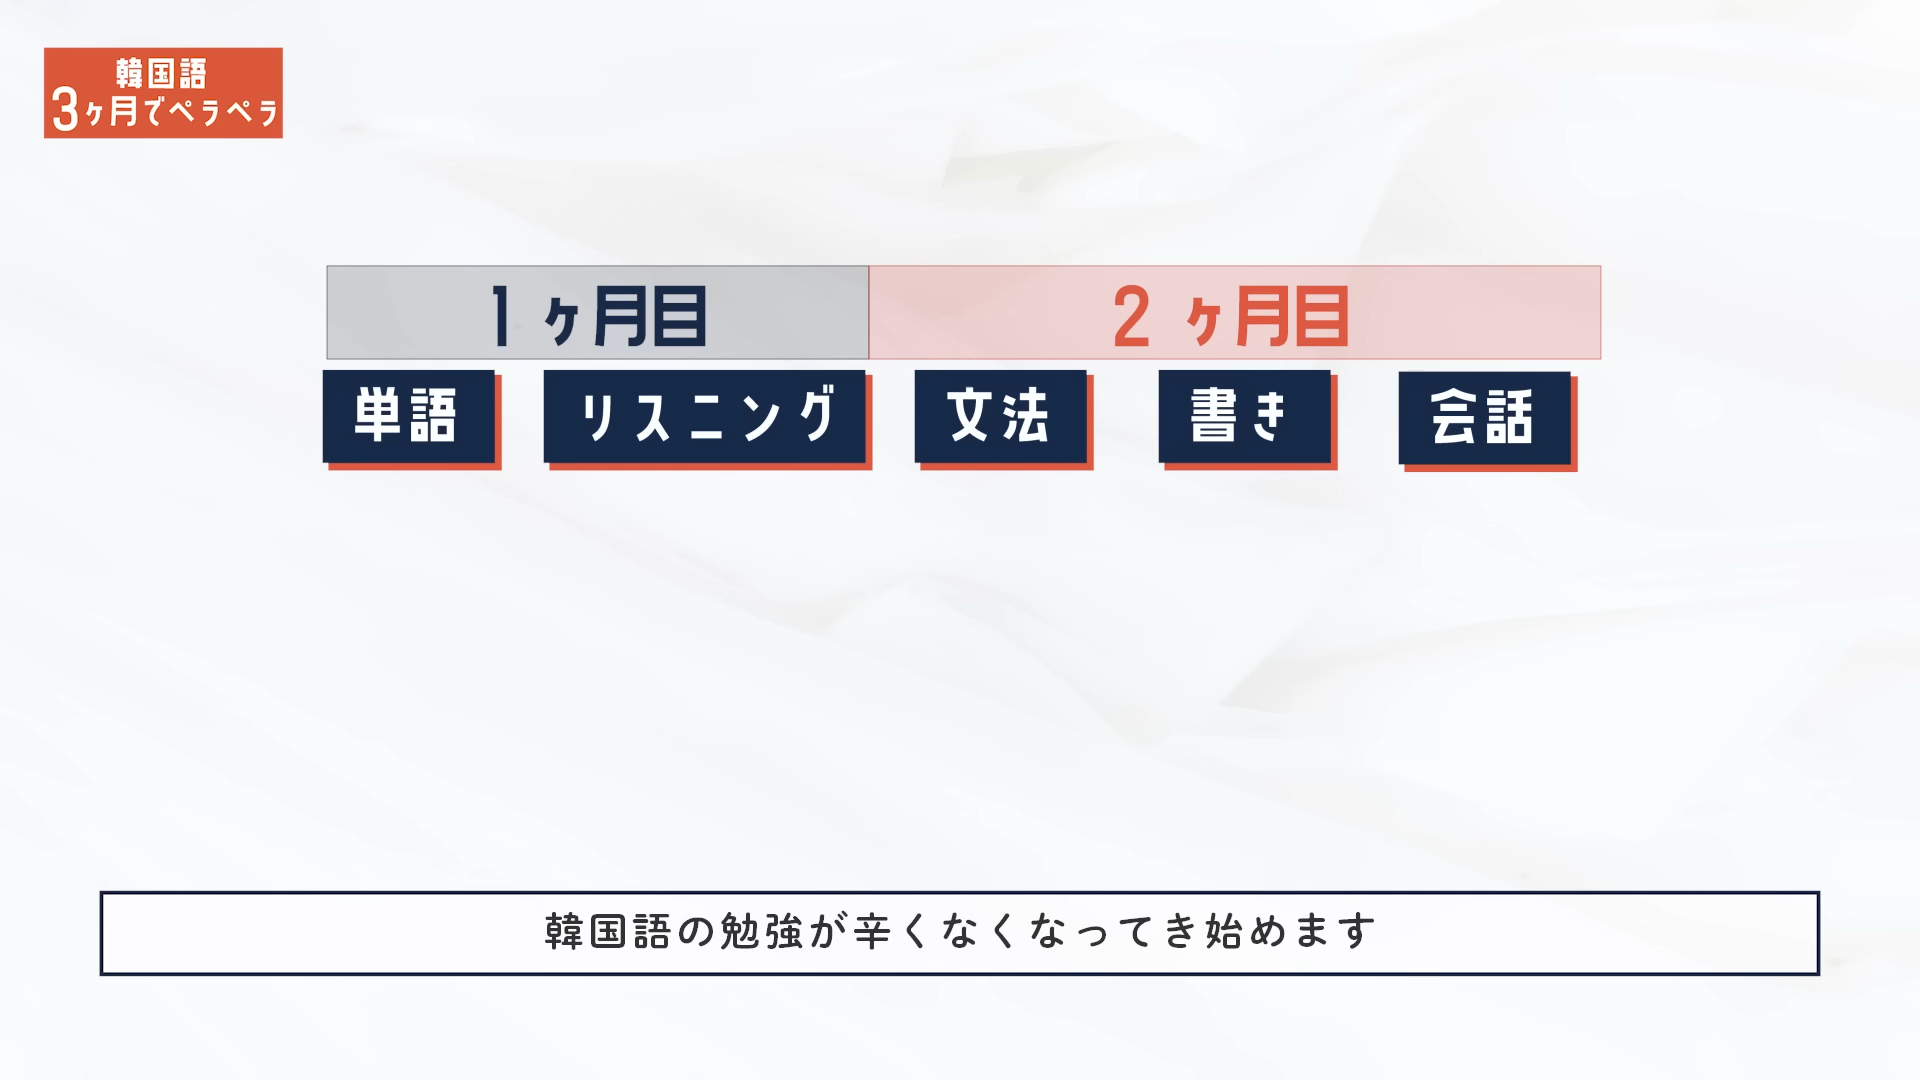 韓国語
3ヶ月でペラペラ
1ヶ月目
2ヶ月目
単語
リスニング
文法
書き
会話
韓国語の勉強が辛くなくなってき始めます